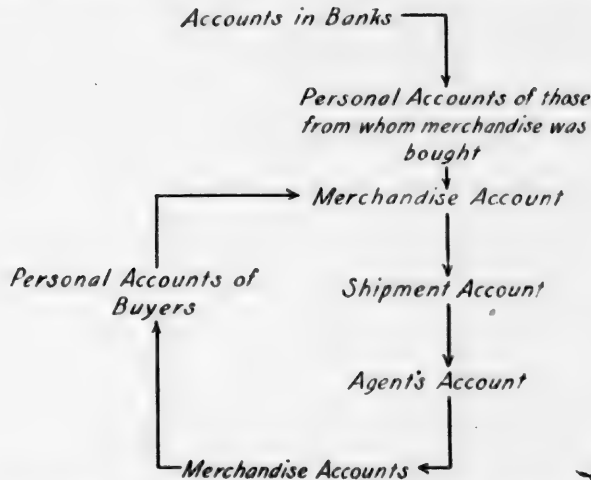 Accounts in Banks
Personal Accounts of those
from whom merchandise was
bought
Merchandise Account
Personal Accounts of
Buyers
Shipment Account
Agent's Account
Merchandise Accounts